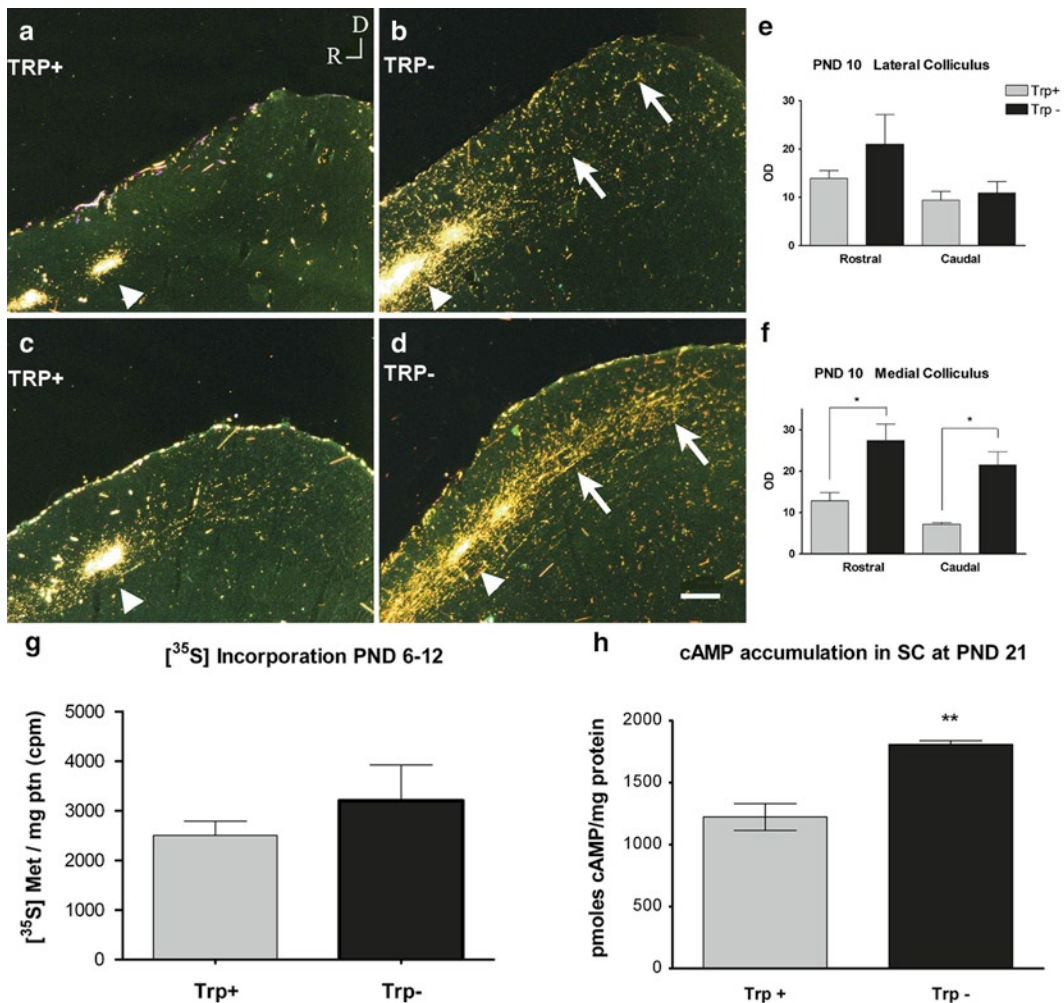 a
TRP+
D
R
b
TRP-
c
TRP+
d
TRP-
e
PND 10 Lateral Colliculus
Trp+
Trp -
OD
30
20
10
0
Rostral
Caudal
f
PND 10 Medial Colliculus
*
*
OD
30
20
10
0
Rostral
Caudal
g
[³⁵S] Incorporation PND 6-12
[³⁵S] Met / mg ptn (cpm)
5000
4000
3000
2000
1000
0
Trp+
Trp-
h
cAMP accumulation in SC at PND 21
**
pmoles cAMP/mg protein
2000
1500
1000
500
0
Trp +
Trp -